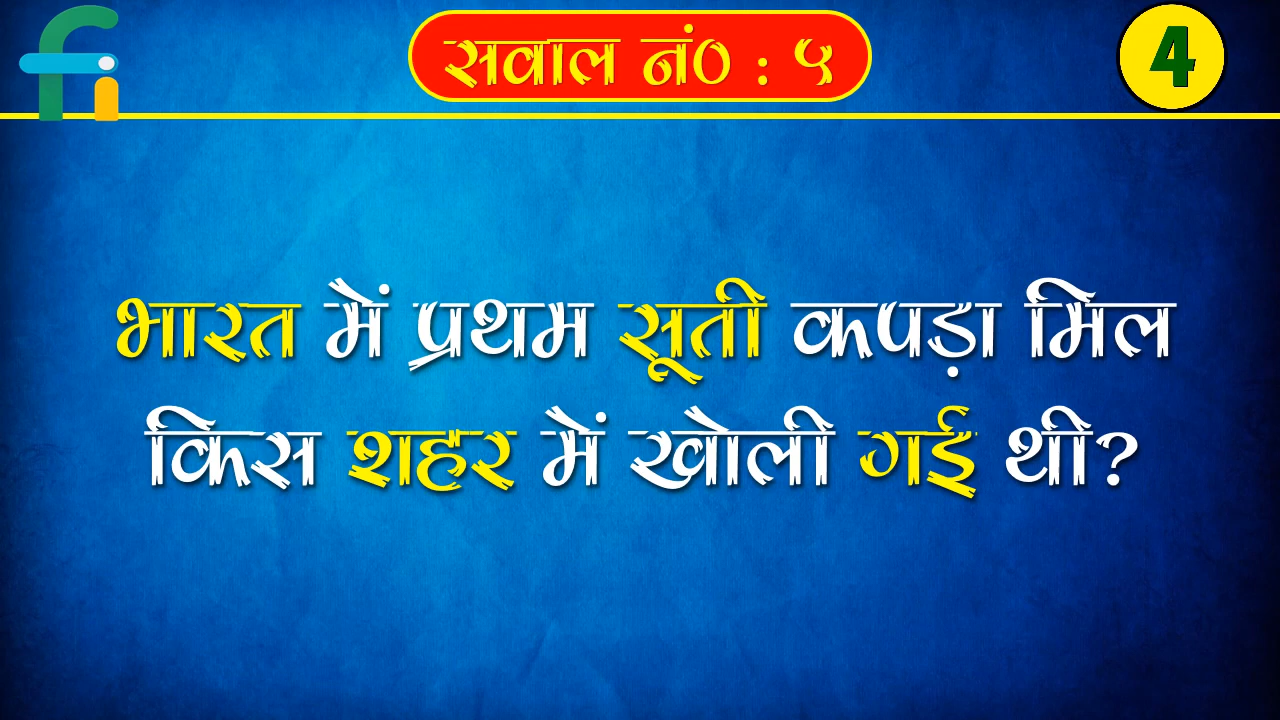 सवाल नं० : ५
4
भारत में प्रथम सूती कपड़ा मिल
किस शहर में खोली गई थी?